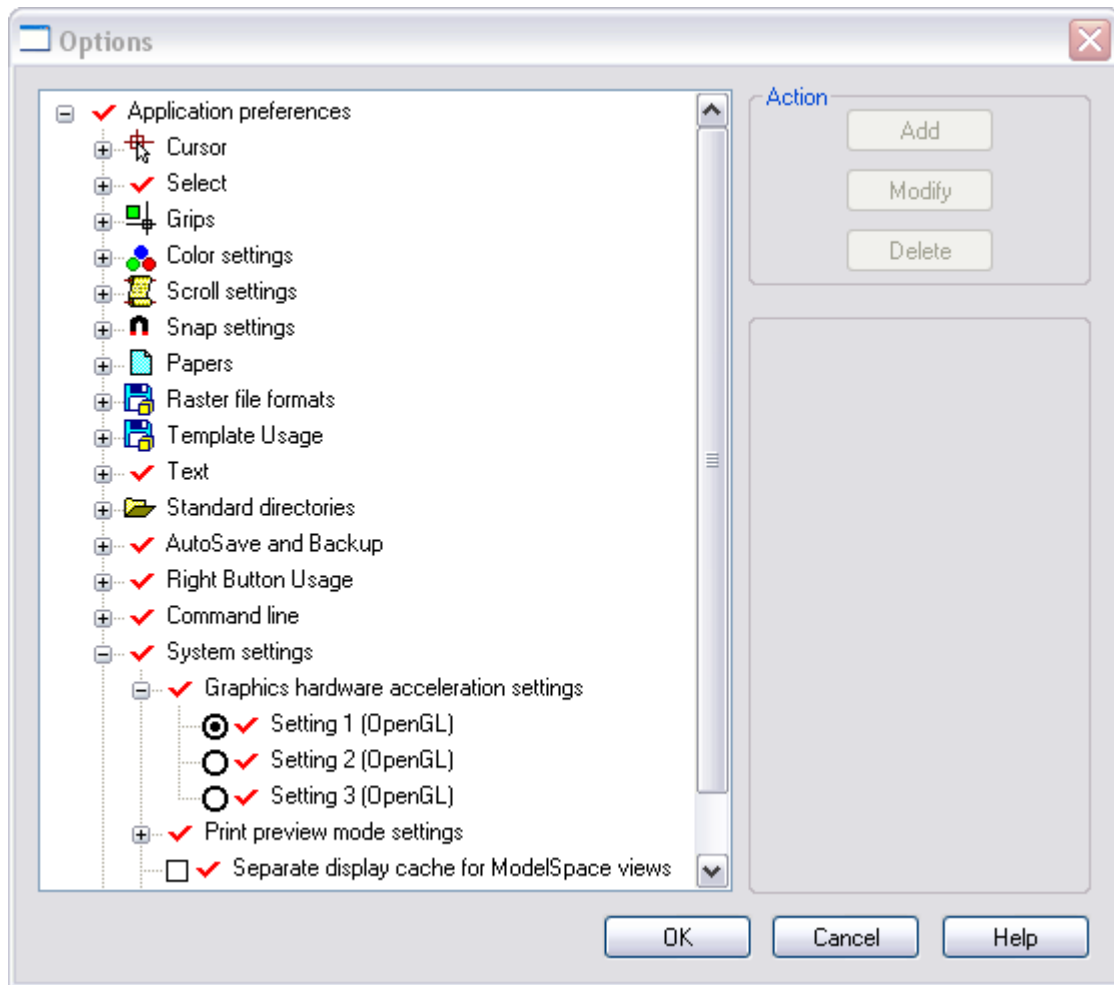 Options
Application preferences
Cursor
Select
Grips
Color settings
Scroll settings
Snap settings
Papers
Raster file formats
Template Usage
Text
Standard directories
AutoSave and Backup
Right Button Usage
Command line
System settings
Graphics hardware acceleration settings
Setting 1 (OpenGL)
Setting 2 (OpenGL)
Setting 3 (OpenGL)
Print preview mode settings
Separate display cache for ModelSpace views
Action
Add
Modify
Delete
OK Cancel Help